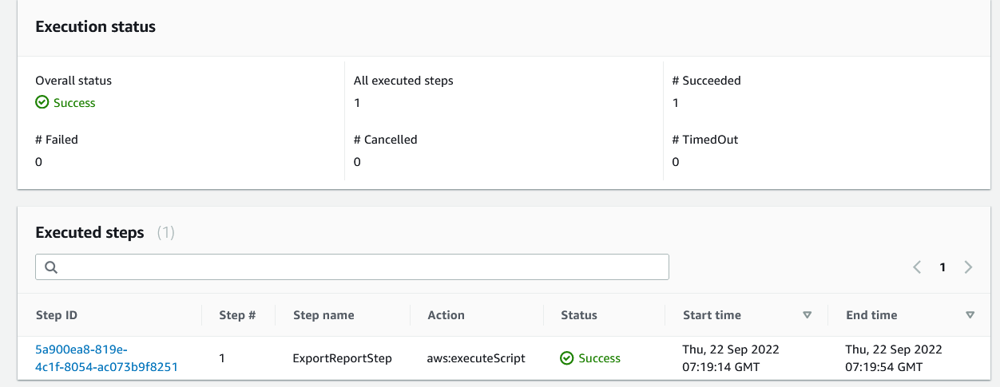 Execution status
Overall status
All executed steps
# Succeeded
Success
1
1
# Failed
# Cancelled
# TimedOut
0
0
0
Executed steps (1)
1
Step ID
Step #
Step name
Action
Status
Start time
End time
5a900ea8-819e-
4c1f-8054-ac073b9f8251
1
ExportReportStep
aws:executeScript
Success
Thu, 22 Sep 2022
07:19:14 GMT
Thu, 22 Sep 2022
07:19:54 GMT